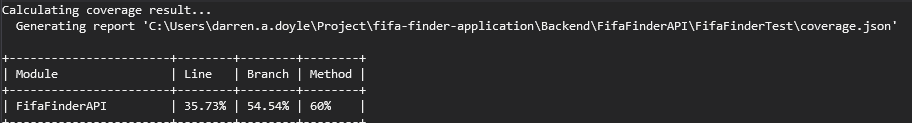 Calculating coverage result...
  Generating report 'C:\Users\darren.a.doyle\Project\fifa-finder-application\Backend\FifaFinderAPI\FifaFinderTest\coverage.json'

+----------------------+--------+--------+--------+
| Module               | Line   | Branch | Method |
+----------------------+--------+--------+--------+
| FifaFinderAPI        | 35.73% | 54.54% | 60%    |
+----------------------+--------+--------+--------+